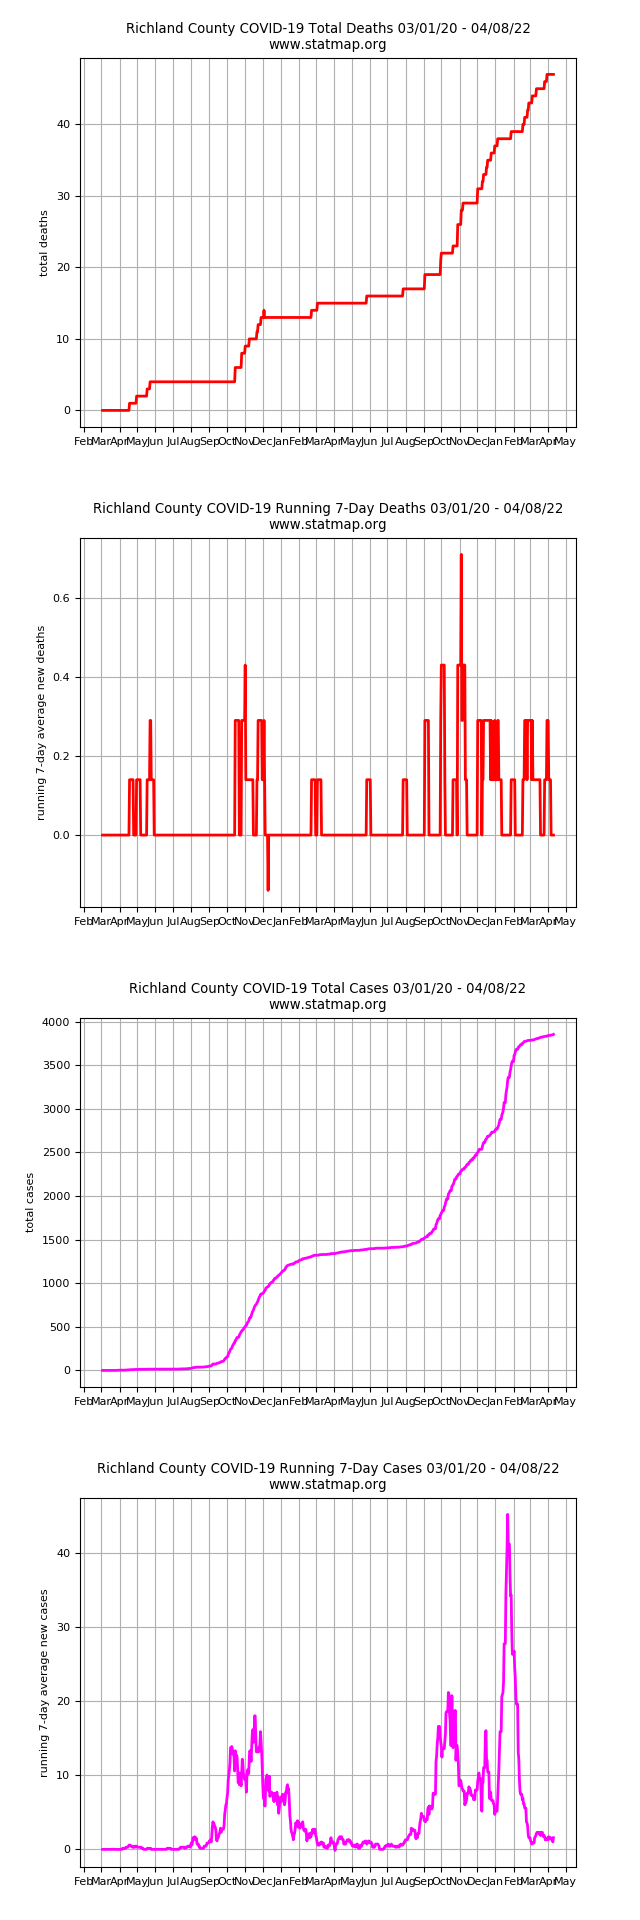 Richland County COVID-19 Total Deaths 03/01/20 - 04/08/22
www.statmap.org
40
30
20
10
0
total deaths
Feb Mar Apr May Jun Jul Aug Sep Oct Nov Dec Jan Feb Mar Apr May Jun Jul Aug Sep Oct Nov Dec Jan Feb Mar Apr May
Richland County COVID-19 Running 7-Day Deaths 03/01/20 - 04/08/22
www.statmap.org
0.6
0.4
0.2
0.0
running 7-day average new deaths
Feb Mar Apr May Jun Jul Aug Sep Oct Nov Dec Jan Feb Mar Apr May Jun Jul Aug Sep Oct Nov Dec Jan Feb Mar Apr May
Richland County COVID-19 Total Cases 03/01/20 - 04/08/22
www.statmap.org
4000
3500
3000
2500
2000
1500
1000
500
0
total cases
Feb Mar Apr May Jun Jul Aug Sep Oct Nov Dec Jan Feb Mar Apr May Jun Jul Aug Sep Oct Nov Dec Jan Feb Mar Apr May
Richland County COVID-19 Running 7-Day Cases 03/01/20 - 04/08/22
www.statmap.org
40
30
20
10
0
running 7-day average new cases
Feb Mar Apr May Jun Jul Aug Sep Oct Nov Dec Jan Feb Mar Apr May Jun Jul Aug Sep Oct Nov Dec Jan Feb Mar Apr May